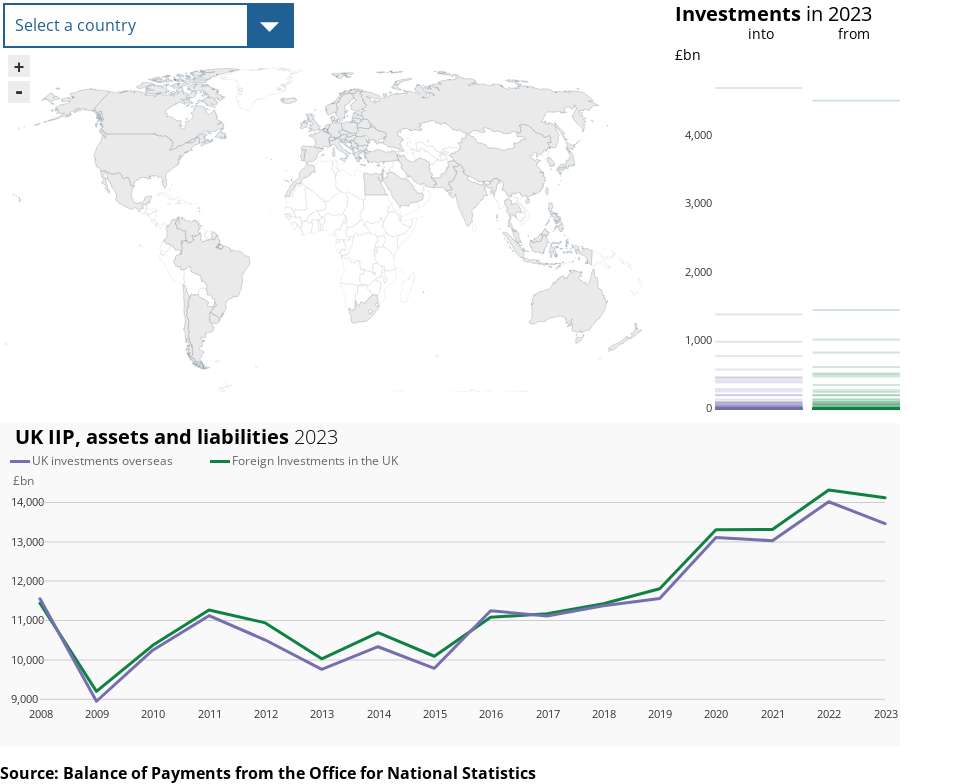 Select a country
+
-
Investments in 2023
into from
£bn
4,000
3,000
2,000
1,000
0
UK IIP, assets and liabilities 2023
UK investments overseas Foreign Investments in the UK
£bn
14,000
13,000
12,000
11,000
10,000
9,000
2008 2009 2010 2011 2012 2013 2014 2015 2016 2017 2018 2019 2020 2021 2022 2023
Source: Balance of Payments from the Office for National Statistics